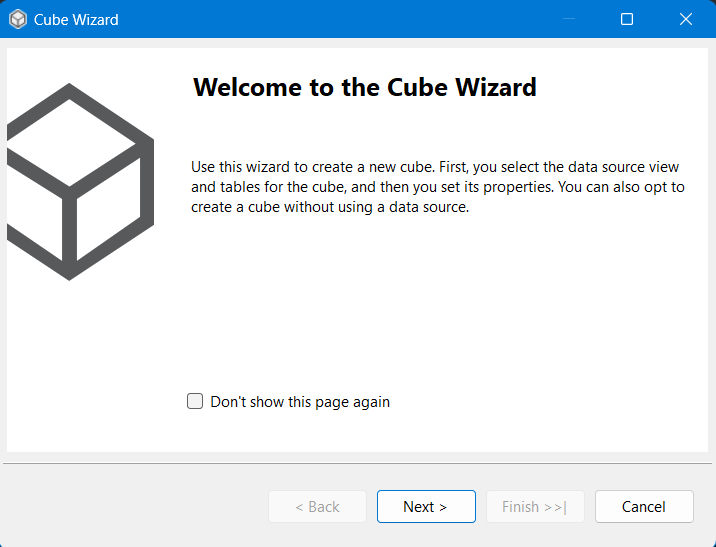 Cube Wizard
Welcome to the Cube Wizard
Use this wizard to create a new cube. First, you select the data source view
and tables for the cube, and then you set its properties. You can also opt to
create a cube without using a data source.
Don't show this page again
< Back
Next >
Finish >>|
Cancel